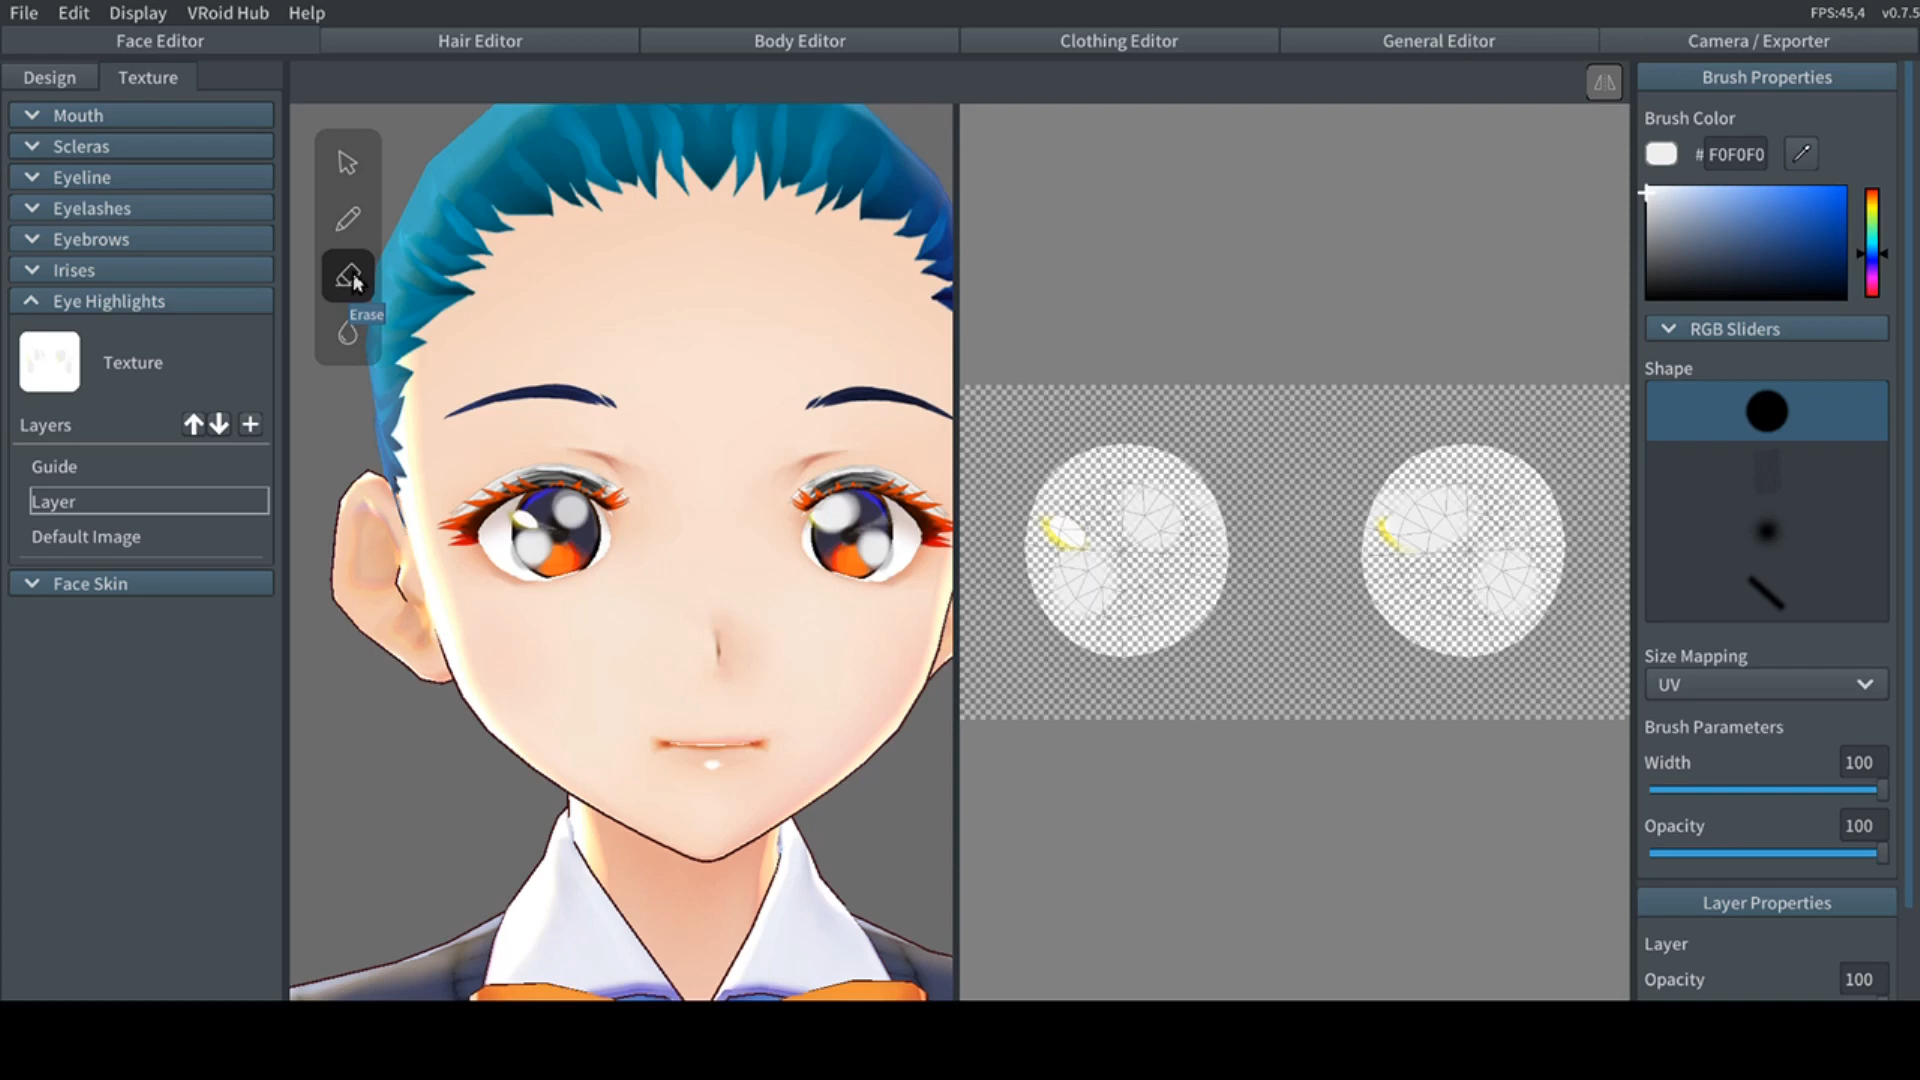 File Edit Display VRoid Hub Help FPS:45,4 v0.7.5
Face Editor Hair Editor Body Editor Clothing Editor General Editor Camera / Exporter
Design Texture
Mouth
Scleras
Eyeline
Eyelashes
Eyebrows
Irises
Eye Highlights
Texture
Layers
Guide
Layer
Default Image
Face Skin
Erase
Brush Properties
Brush Color
# F0F0F0
RGB Sliders
Shape
Size Mapping
UV
Brush Parameters
Width 100
Opacity 100
Layer Properties
Layer
Opacity 100